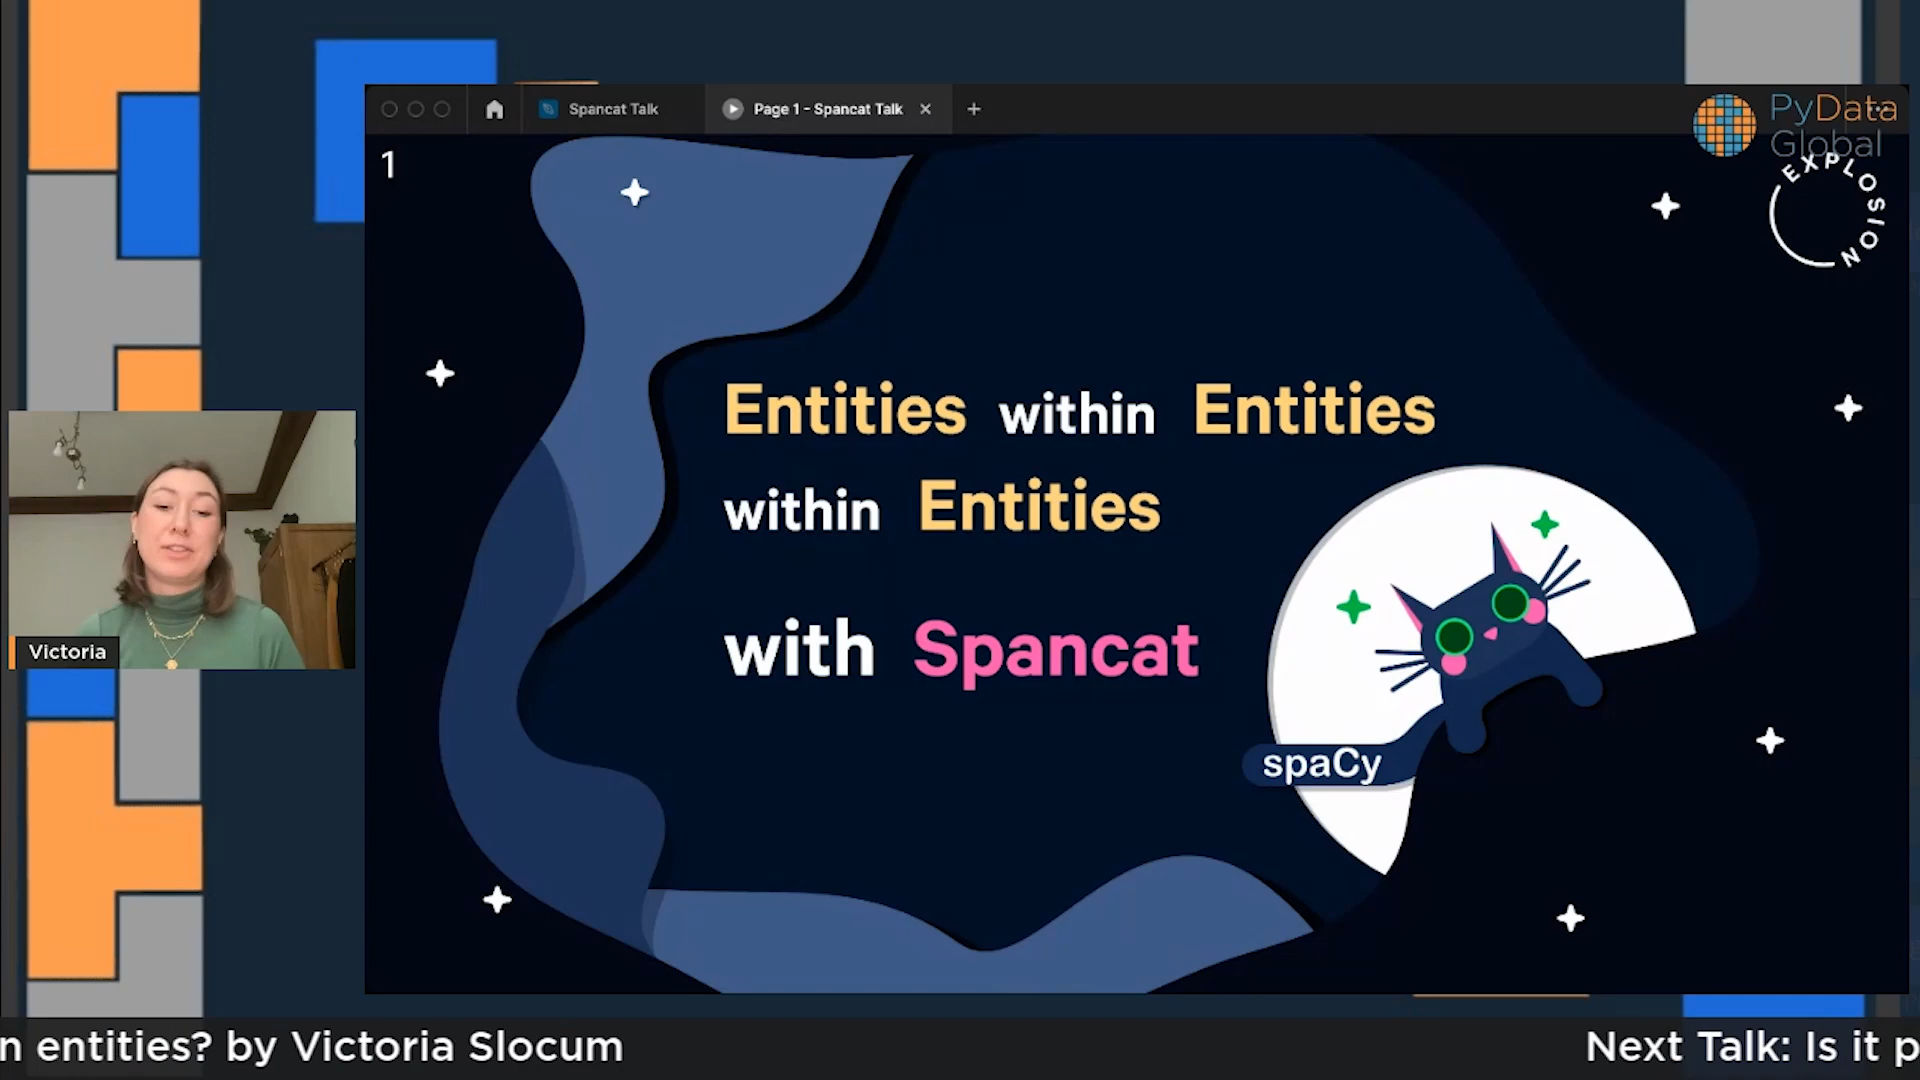 Spancat Talk
Page 1 - Spancat Talk
PyData
Global
EXPLOSION
1
Entities within Entities
within Entities
with Spancat
spaCy
Victoria
n entities? by Victoria Slocum
Next Talk: Is it p